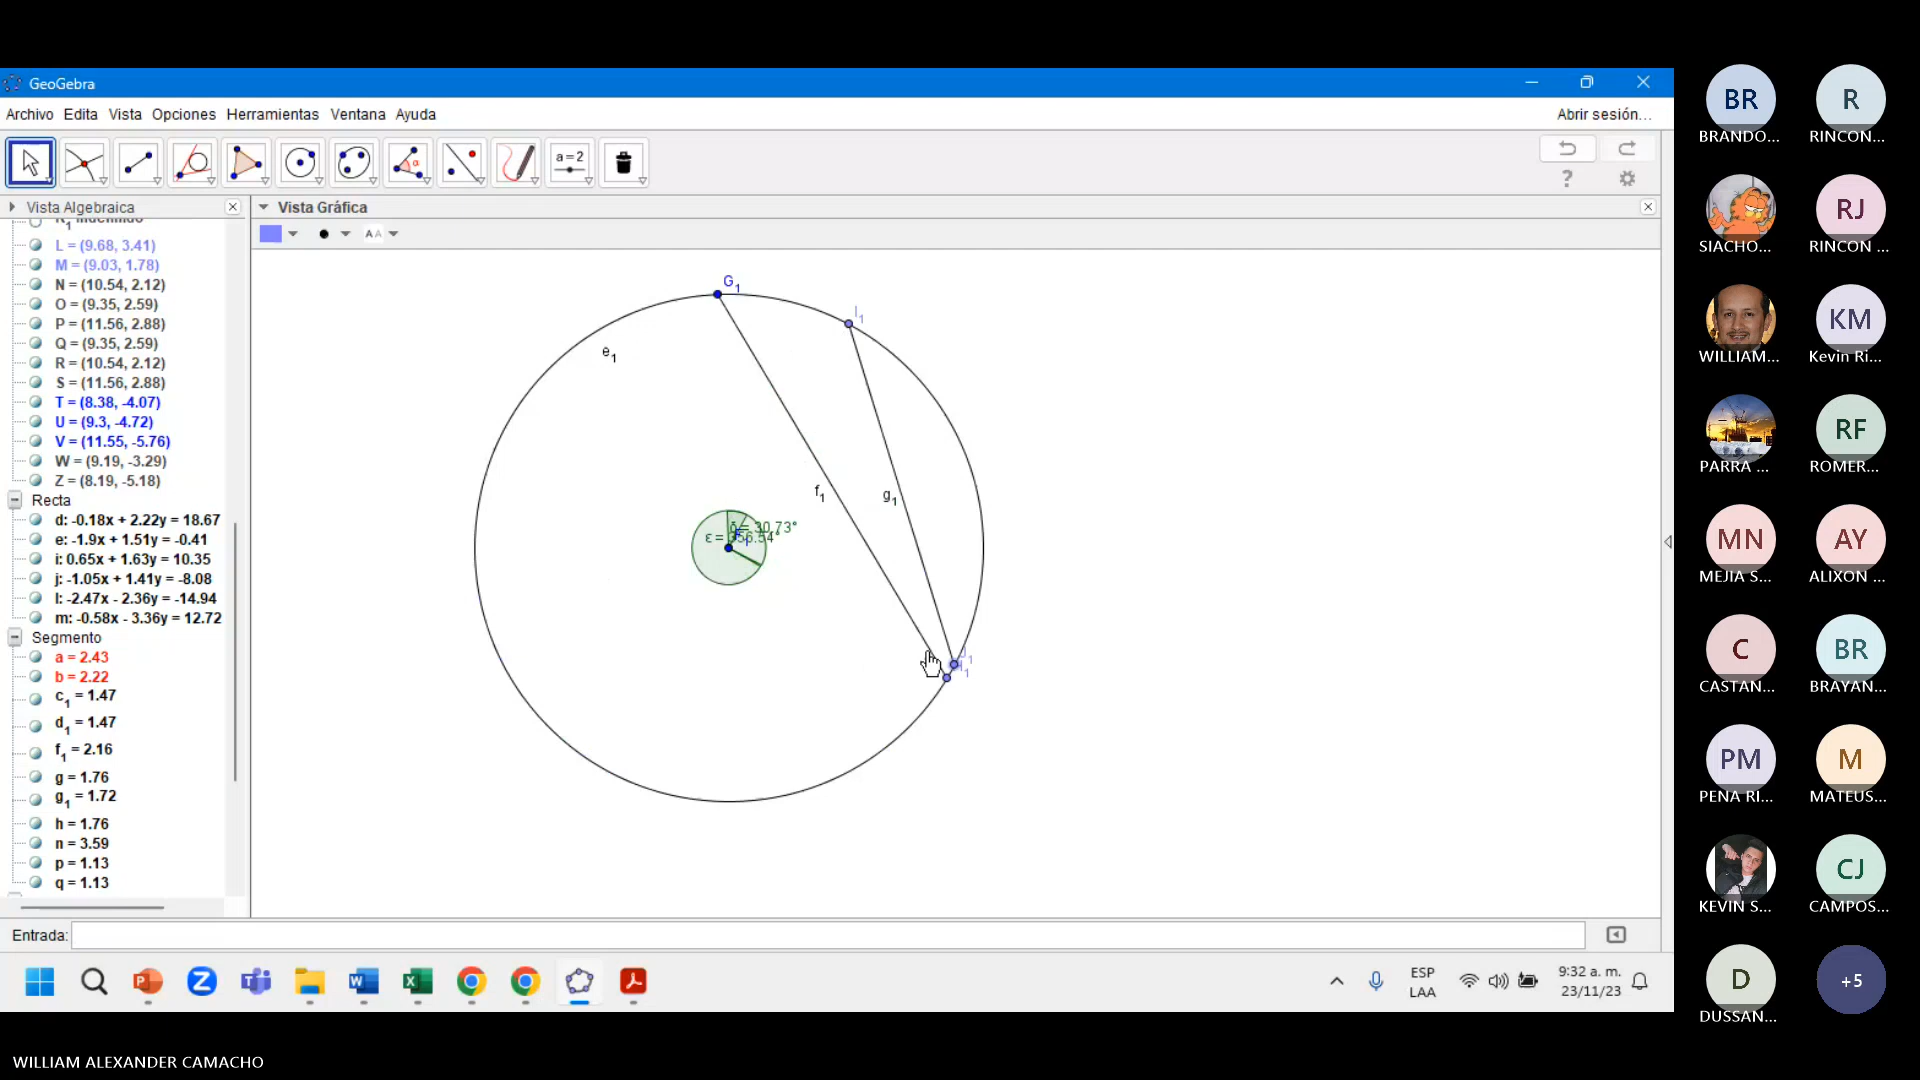 GeoGebra
Archivo Edita Vista Opciones Herramientas Ventana Ayuda
Abrir sesión...
a = 2
?
Vista Algebraica
Vista Gráfica
AA
L = (9.68, 3.41)
M = (9.03, 1.78)
N = (10.54, 2.12)
O = (9.35, 2.59)
P = (11.56, 2.88)
Q = (9.35, 2.59)
R = (10.54, 2.12)
S = (11.56, 2.88)
T = (8.38, -4.07)
U = (9.3, -4.72)
V = (11.55, -5.76)
W = (9.19, -3.29)
Z = (8.19, -5.18)
Recta
d: -0.18x + 2.22y = 18.67
e: -1.9x + 1.51y = -0.41
i: 0.65x + 1.63y = 10.35
j: -1.05x + 1.41y = -8.08
l: -2.47x - 2.36y = -14.94
m: -0.58x - 3.36y = 12.72
Segmento
a = 2.43
b = 2.22
c₁ = 1.47
d₁ = 1.47
f₁ = 2.16
g = 1.76
g₁ = 1.72
h = 1.76
n = 3.59
p = 1.13
q = 1.13
G₁
I₁
e₁
f₁
g₁
δ = 30.73°
ε = 356.54°
Entrada:
ESP
LAA
9:32 a. m.
23/11/23
BR
BRANDO...
R
RINCON...
SIACHO...
RJ
RINCON ...
WILLIAM...
KM
Kevin Ri...
PARRA ...
RF
ROMER...
MN
MEJIA S...
AY
ALIXON ...
C
CASTAN...
BR
BRAYAN...
PM
PENA RI...
M
MATEUS...
KEVIN S...
CJ
CAMPOS...
D
DUSSAN...
+5
WILLIAM ALEXANDER CAMACHO